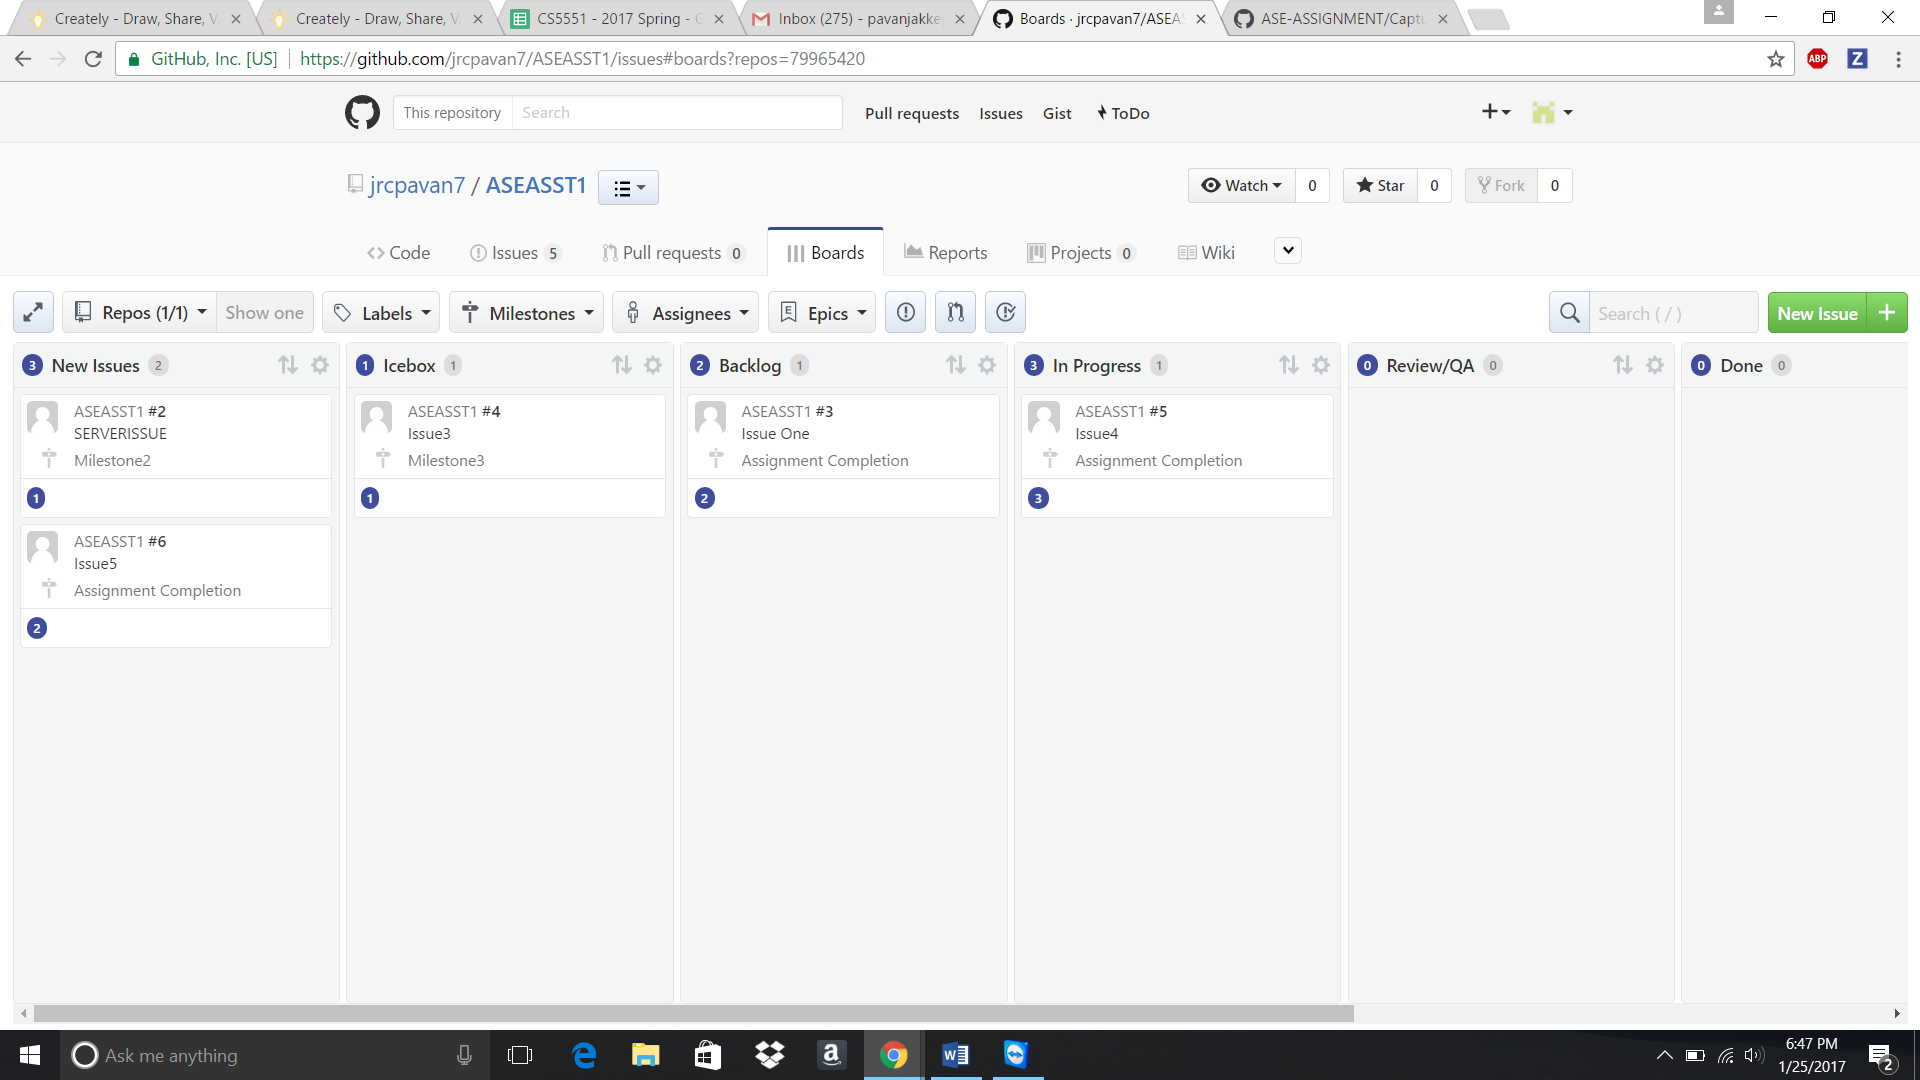 Creately - Draw, Share, V
Creately - Draw, Share, V
CS5551 - 2017 Spring - G
Inbox (275) - pavanjakke
Boards · jrcpavan7/ASEAS
ASE-ASSIGNMENT/Captu
GitHub, Inc. [US]
https://github.com/jrcpavan7/ASEASST1/issues#boards?repos=79965420
ABP
Z
This repository
Search
Pull requests
Issues
Gist
ToDo
jrcpavan7 / ASEASST1
Watch
0
Star
0
Fork
0
Code
Issues 5
Pull requests 0
Boards
Reports
Projects 0
Wiki
Repos (1/1)
Show one
Labels
Milestones
Assignees
E
Epics
Search ( / )
New Issue
3 New Issues 2
1 Icebox 1
2 Backlog 1
3 In Progress 1
0 Review/QA 0
0 Done 0
ASEASST1 #2
SERVERISSUE
Milestone2
1
ASEASST1 #6
Issue5
Assignment Completion
2
ASEASST1 #4
Issue3
Milestone3
1
ASEASST1 #3
Issue One
Assignment Completion
2
ASEASST1 #5
Issue4
Assignment Completion
3
Ask me anything
6:47 PM
1/25/2017
2